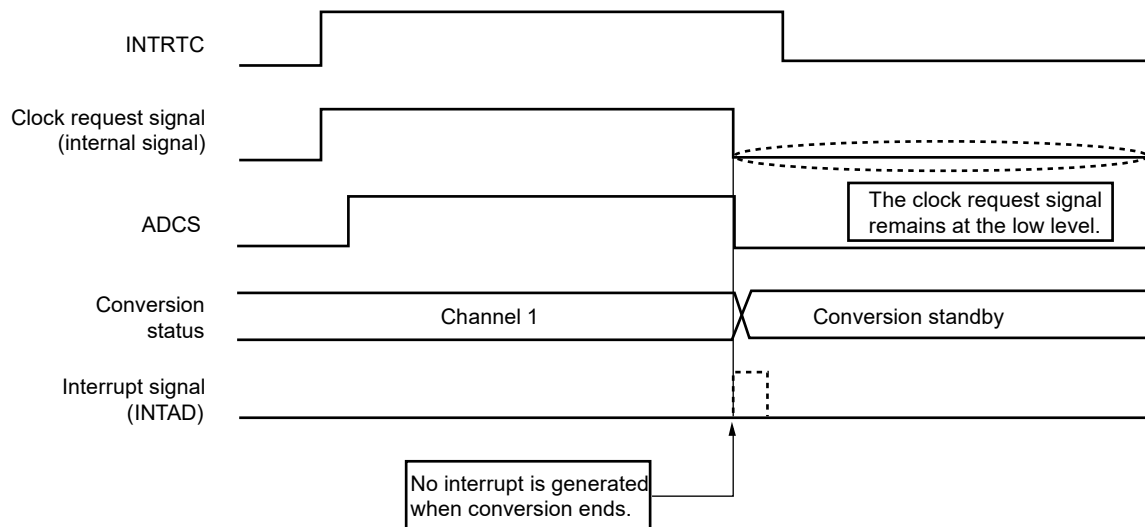 INTRTC
Clock request signal
(internal signal)
The clock request signal
remains at the low level.
ADCS
Conversion
status
Channel 1
Conversion standby
Interrupt signal
(INTAD)
No interrupt is generated
when conversion ends.